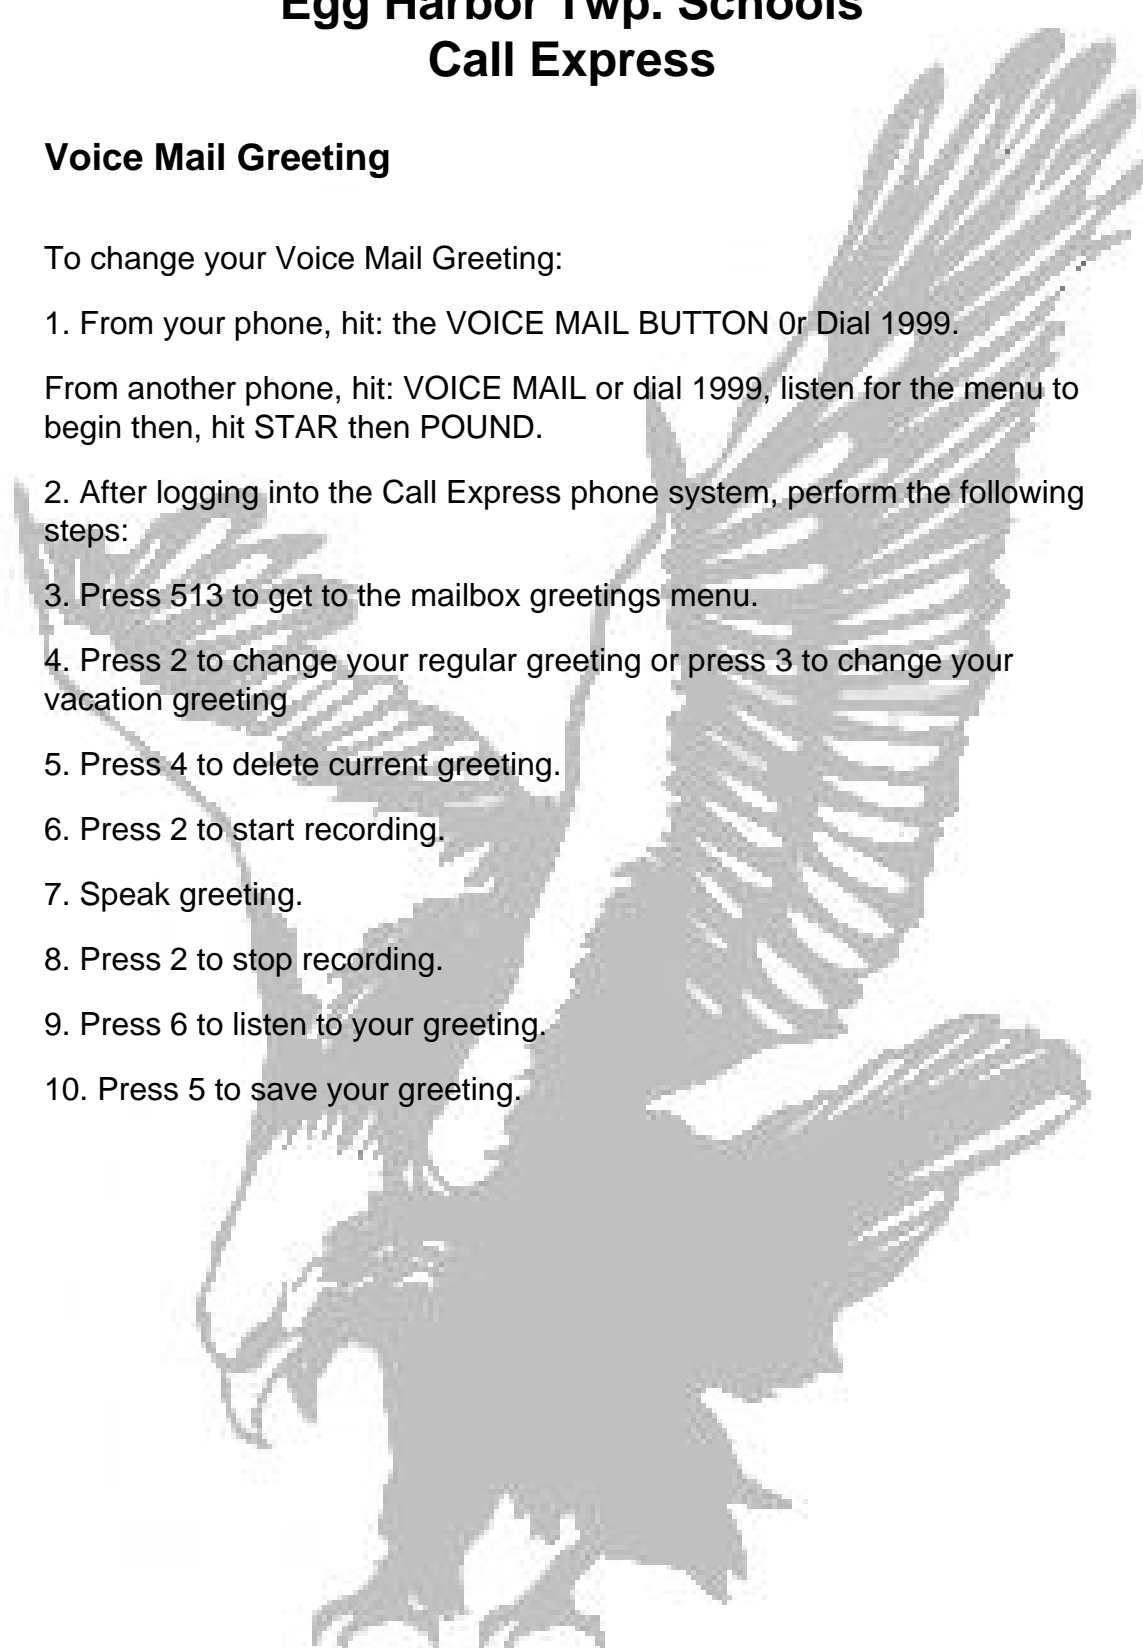 Egg Harbor Twp. Schools
Call Express
Voice Mail Greeting
To change your Voice Mail Greeting:
1. From your phone, hit: the VOICE MAIL BUTTON 0r Dial 1999.
From another phone, hit: VOICE MAIL or dial 1999, listen for the menu to
begin then, hit STAR then POUND.
2. After logging into the Call Express phone system, perform the following
steps:
3. Press 513 to get to the mailbox greetings menu.
4. Press 2 to change your regular greeting or press 3 to change your
vacation greeting
5. Press 4 to delete current greeting.
6. Press 2 to start recording.
7. Speak greeting.
8. Press 2 to stop recording.
9. Press 6 to listen to your greeting.
10. Press 5 to save your greeting.